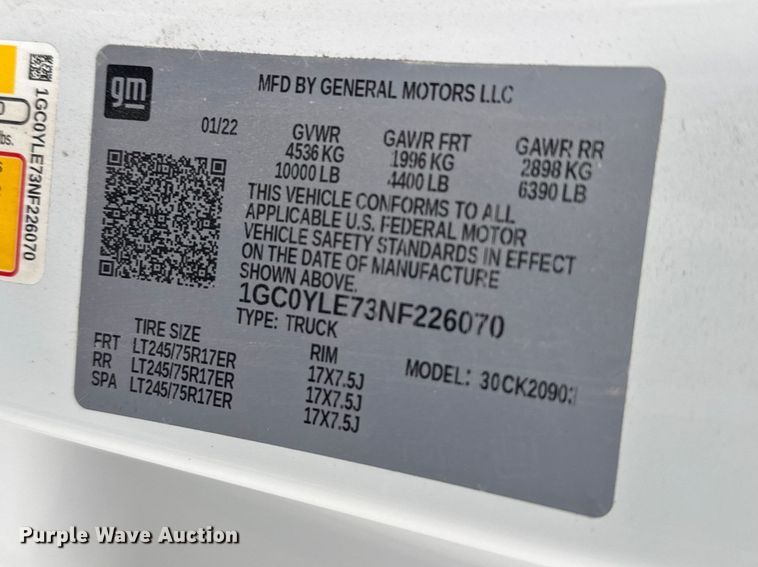 gm
MFD BY GENERAL MOTORS LLC
01/22
GVWR GAWR FRT GAWR RR
4536 KG 1996 KG 2898 KG
10000 LB 4400 LB 6390 LB
THIS VEHICLE CONFORMS TO ALL
APPLICABLE U.S. FEDERAL MOTOR
VEHICLE SAFETY STANDARDS IN EFFECT
ON THE DATE OF MANUFACTURE
SHOWN ABOVE.
1GC0YLE73NF226070
TYPE: TRUCK
TIRE SIZE RIM
FRT LT245/75R17ER 17X7.5J
RR LT245/75R17ER 17X7.5J
SPA LT245/75R17ER 17X7.5J
MODEL: 30CK20903
1GC0YLE73NF226070
lbs.
Purple Wave Auction